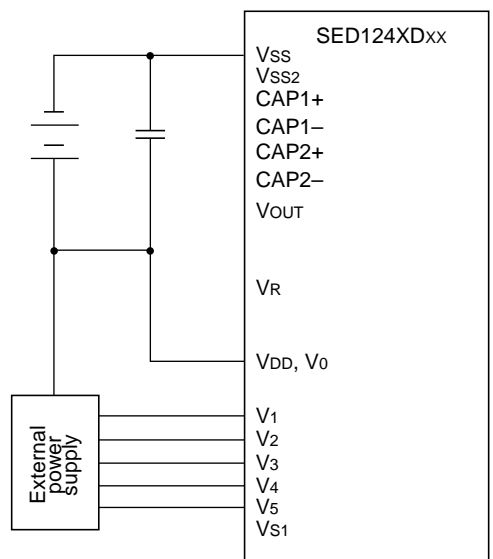 SED124XDXX
VSS
VSS2
CAP1+
CAP1–
CAP2+
CAP2–
VOUT
VR
VDD, V0
V1
V2
V3
V4
V5
VS1
External
power
supply